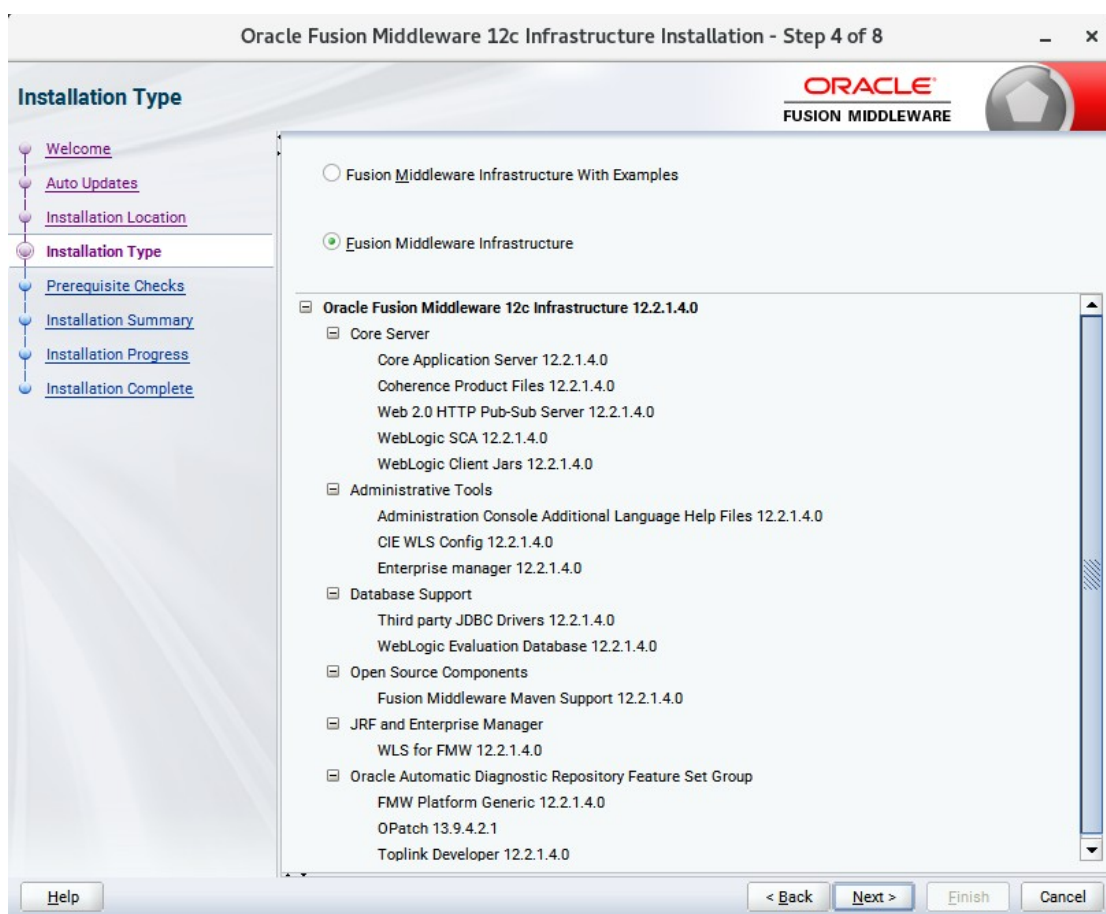 Oracle Fusion Middleware 12c Infrastructure Installation - Step 4 of 8
Installation Type
ORACLE
FUSION MIDDLEWARE
Welcome
Auto Updates
Installation Location
Installation Type
Prerequisite Checks
Installation Summary
Installation Progress
Installation Complete
Fusion Middleware Infrastructure With Examples
Fusion Middleware Infrastructure
Oracle Fusion Middleware 12c Infrastructure 12.2.1.4.0
Core Server
Core Application Server 12.2.1.4.0
Coherence Product Files 12.2.1.4.0
Web 2.0 HTTP Pub-Sub Server 12.2.1.4.0
WebLogic SCA 12.2.1.4.0
WebLogic Client Jars 12.2.1.4.0
Administrative Tools
Administration Console Additional Language Help Files 12.2.1.4.0
CIE WLS Config 12.2.1.4.0
Enterprise manager 12.2.1.4.0
Database Support
Third party JDBC Drivers 12.2.1.4.0
WebLogic Evaluation Database 12.2.1.4.0
Open Source Components
Fusion Middleware Maven Support 12.2.1.4.0
JRF and Enterprise Manager
WLS for FMW 12.2.1.4.0
Oracle Automatic Diagnostic Repository Feature Set Group
FMW Platform Generic 12.2.1.4.0
OPatch 13.9.4.2.1
Toplink Developer 12.2.1.4.0
Help
< Back
Next >
Finish
Cancel